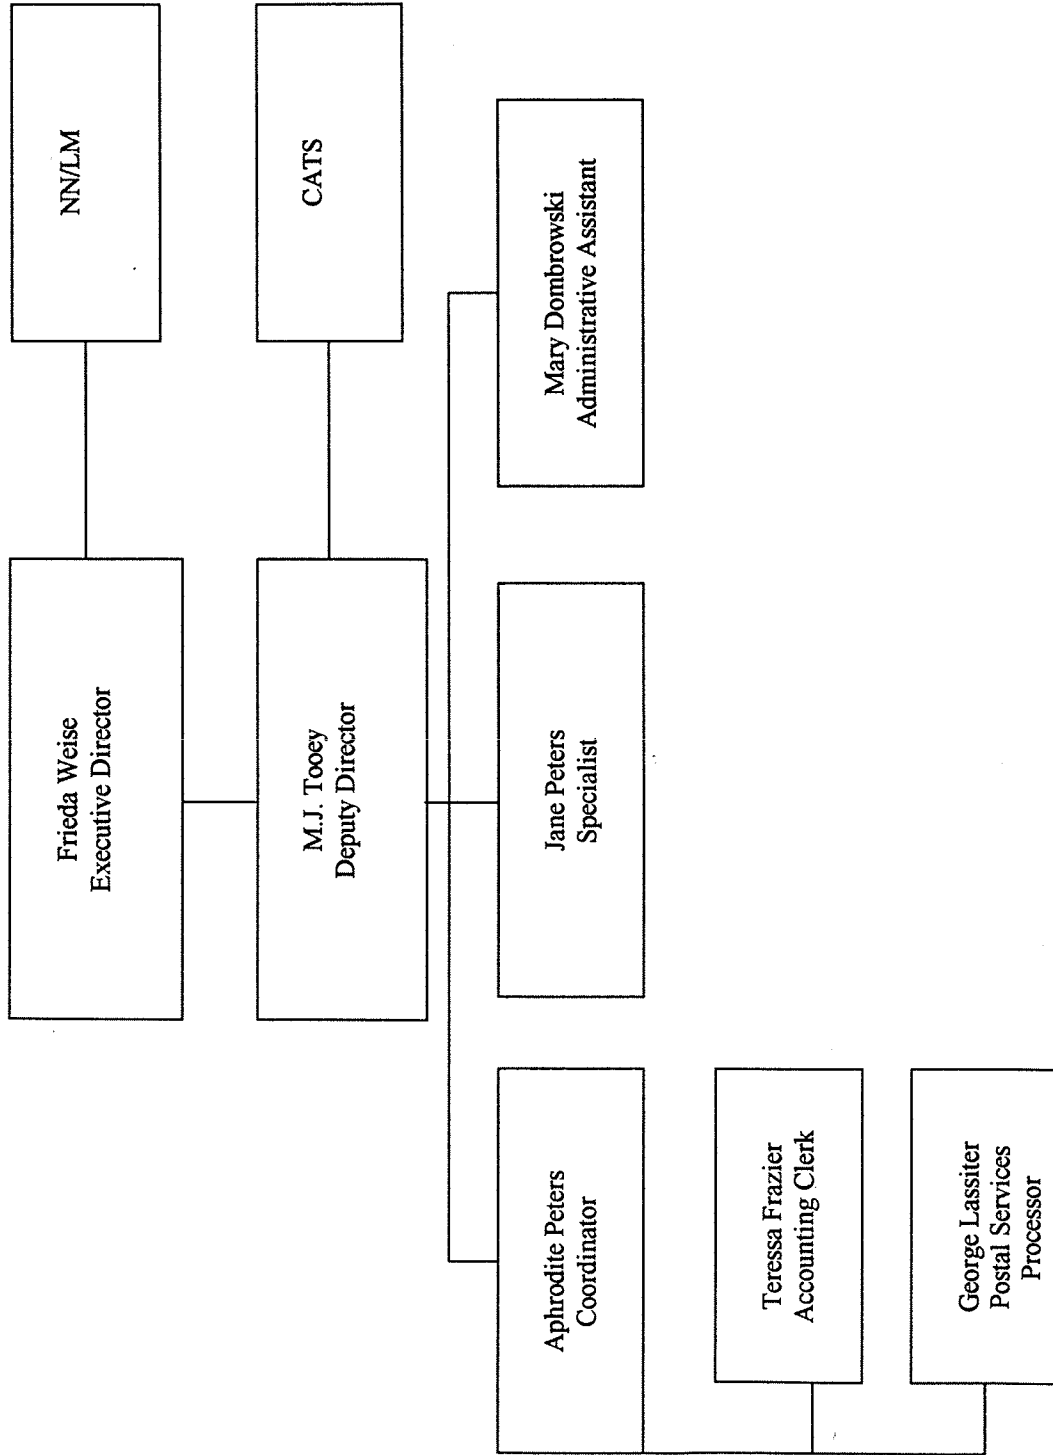 Frieda Weise
Executive Director
NN/LM
M.J. Tooey
Deputy Director
CATS
Aphrodite Peters
Coordinator
Jane Peters
Specialist
Mary Dombrowski
Administrative Assistant
Teressa Frazier
Accounting Clerk
George Lassiter
Postal Services
Processor